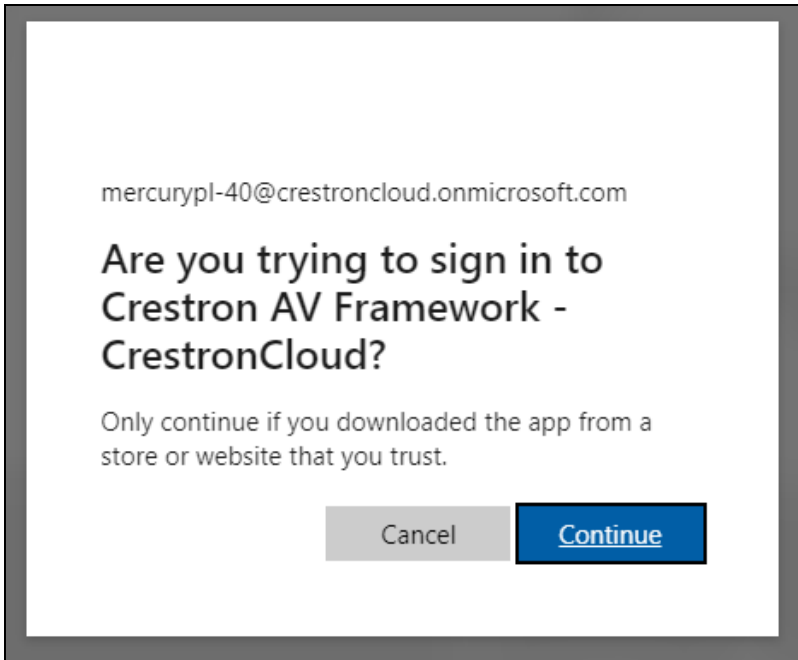 mercurypl-40@crestroncloud.onmicrosoft.com
Are you trying to sign in to
Crestron AV Framework -
CrestronCloud?
Only continue if you downloaded the app from a
store or website that you trust.
Cancel
Continue